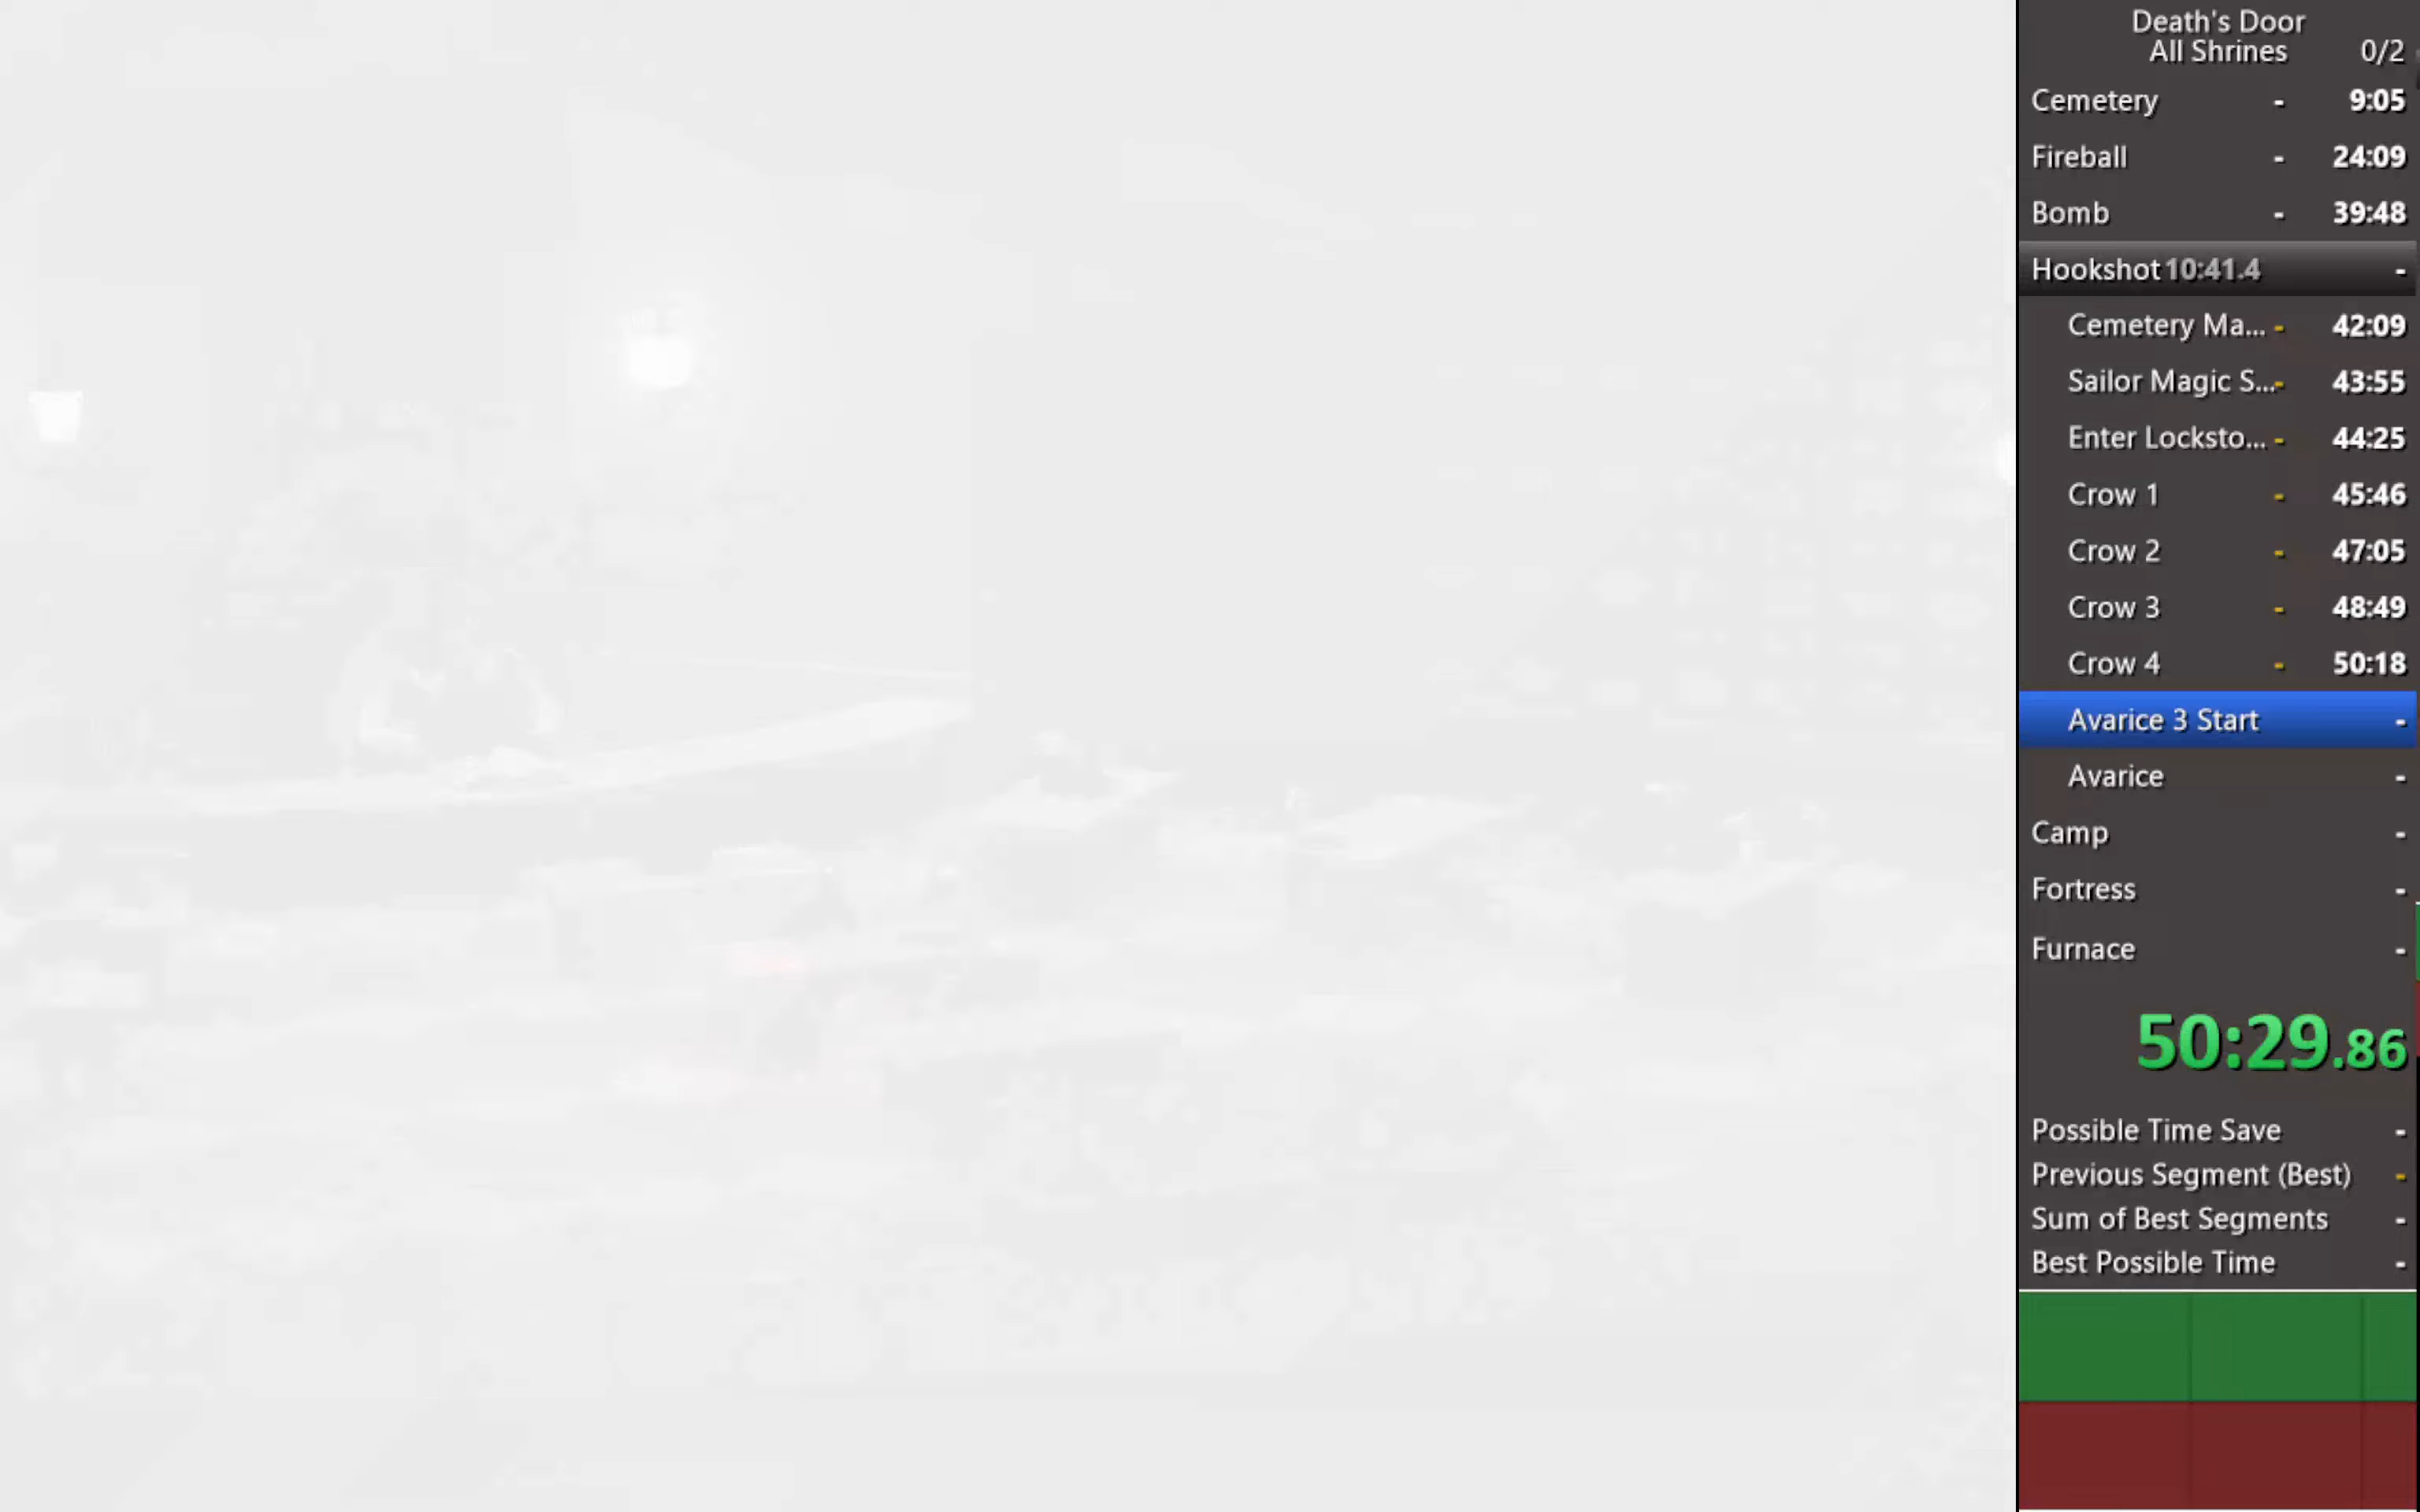 Death's Door
All Shrines 0/2
Cemetery - 9:05
Fireball - 24:09
Bomb - 39:48
Hookshot 10:41.4 -
Cemetery Ma... - 42:09
Sailor Magic S... - 43:55
Enter Locksto... - 44:25
Crow 1 - 45:46
Crow 2 - 47:05
Crow 3 - 48:49
Crow 4 - 50:18
Avarice 3 Start -
Avarice -
Camp -
Fortress -
Furnace -
50:29.86
Possible Time Save -
Previous Segment (Best) -
Sum of Best Segments -
Best Possible Time -